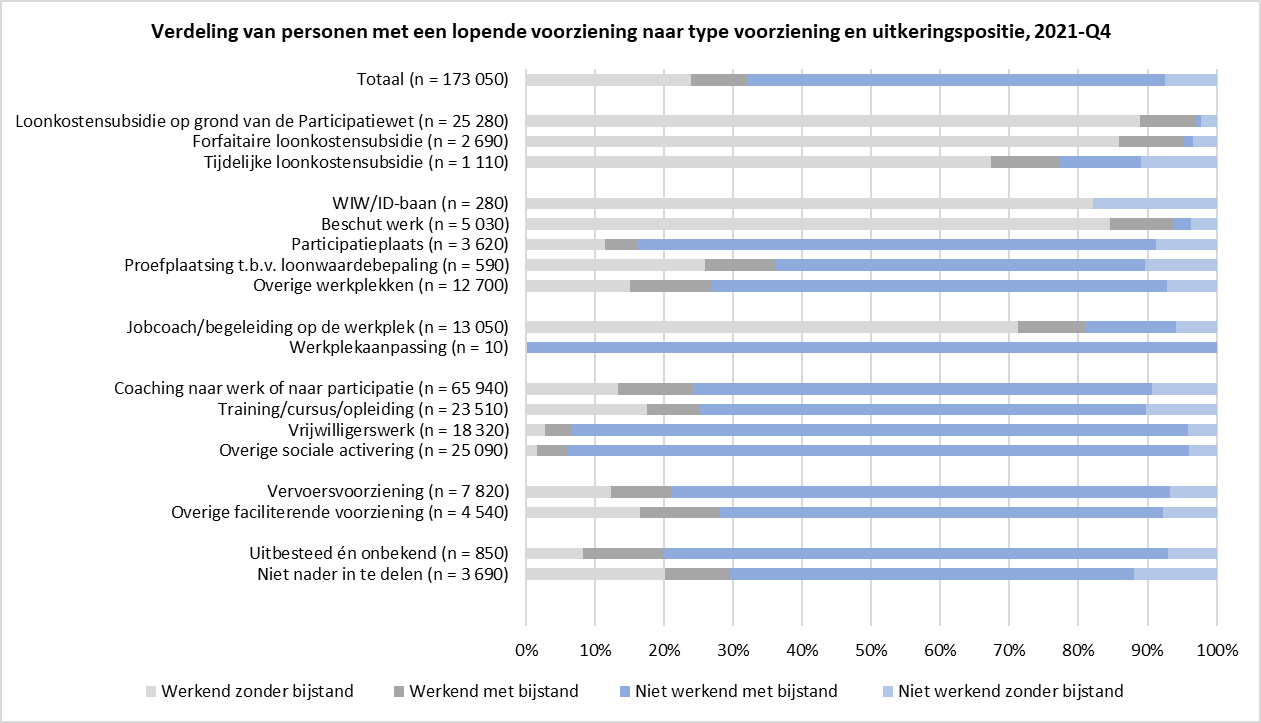 Verdeling van personen met een lopende voorziening naar type voorziening en uitkeringspositie, 2021-Q4
Totaal (n = 173 050)
Loonkostensubsidie op grond van de Participatiewet (n = 25 280)
Forfaitaire loonkostensubsidie (n = 2 690)
Tijdelijke loonkostensubsidie (n = 1 110)
WIW/ID-baan (n = 280)
Beschut werk (n = 5 030)
Participatieplaats (n = 3 620)
Proefplaatsing t.b.v. loonwaardebepaling (n = 590)
Overige werkplekken (n = 12 700)
Jobcoach/begeleiding op de werkplek (n = 13 050)
Werkplekaanpassing (n = 10)
Coaching naar werk of naar participatie (n = 65 940)
Training/cursus/opleiding (n = 23 510)
Vrijwilligerswerk (n = 18 320)
Overige sociale activering (n = 25 090)
Vervoersvoorziening (n = 7 820)
Overige faciliterende voorziening (n = 4 540)
Uitbesteed én onbekend (n = 850)
Niet nader in te delen (n = 3 690)
0% 10% 20% 30% 40% 50% 60% 70% 80% 90% 100%
Werkend zonder bijstand Werkend met bijstand Niet werkend met bijstand Niet werkend zonder bijstand